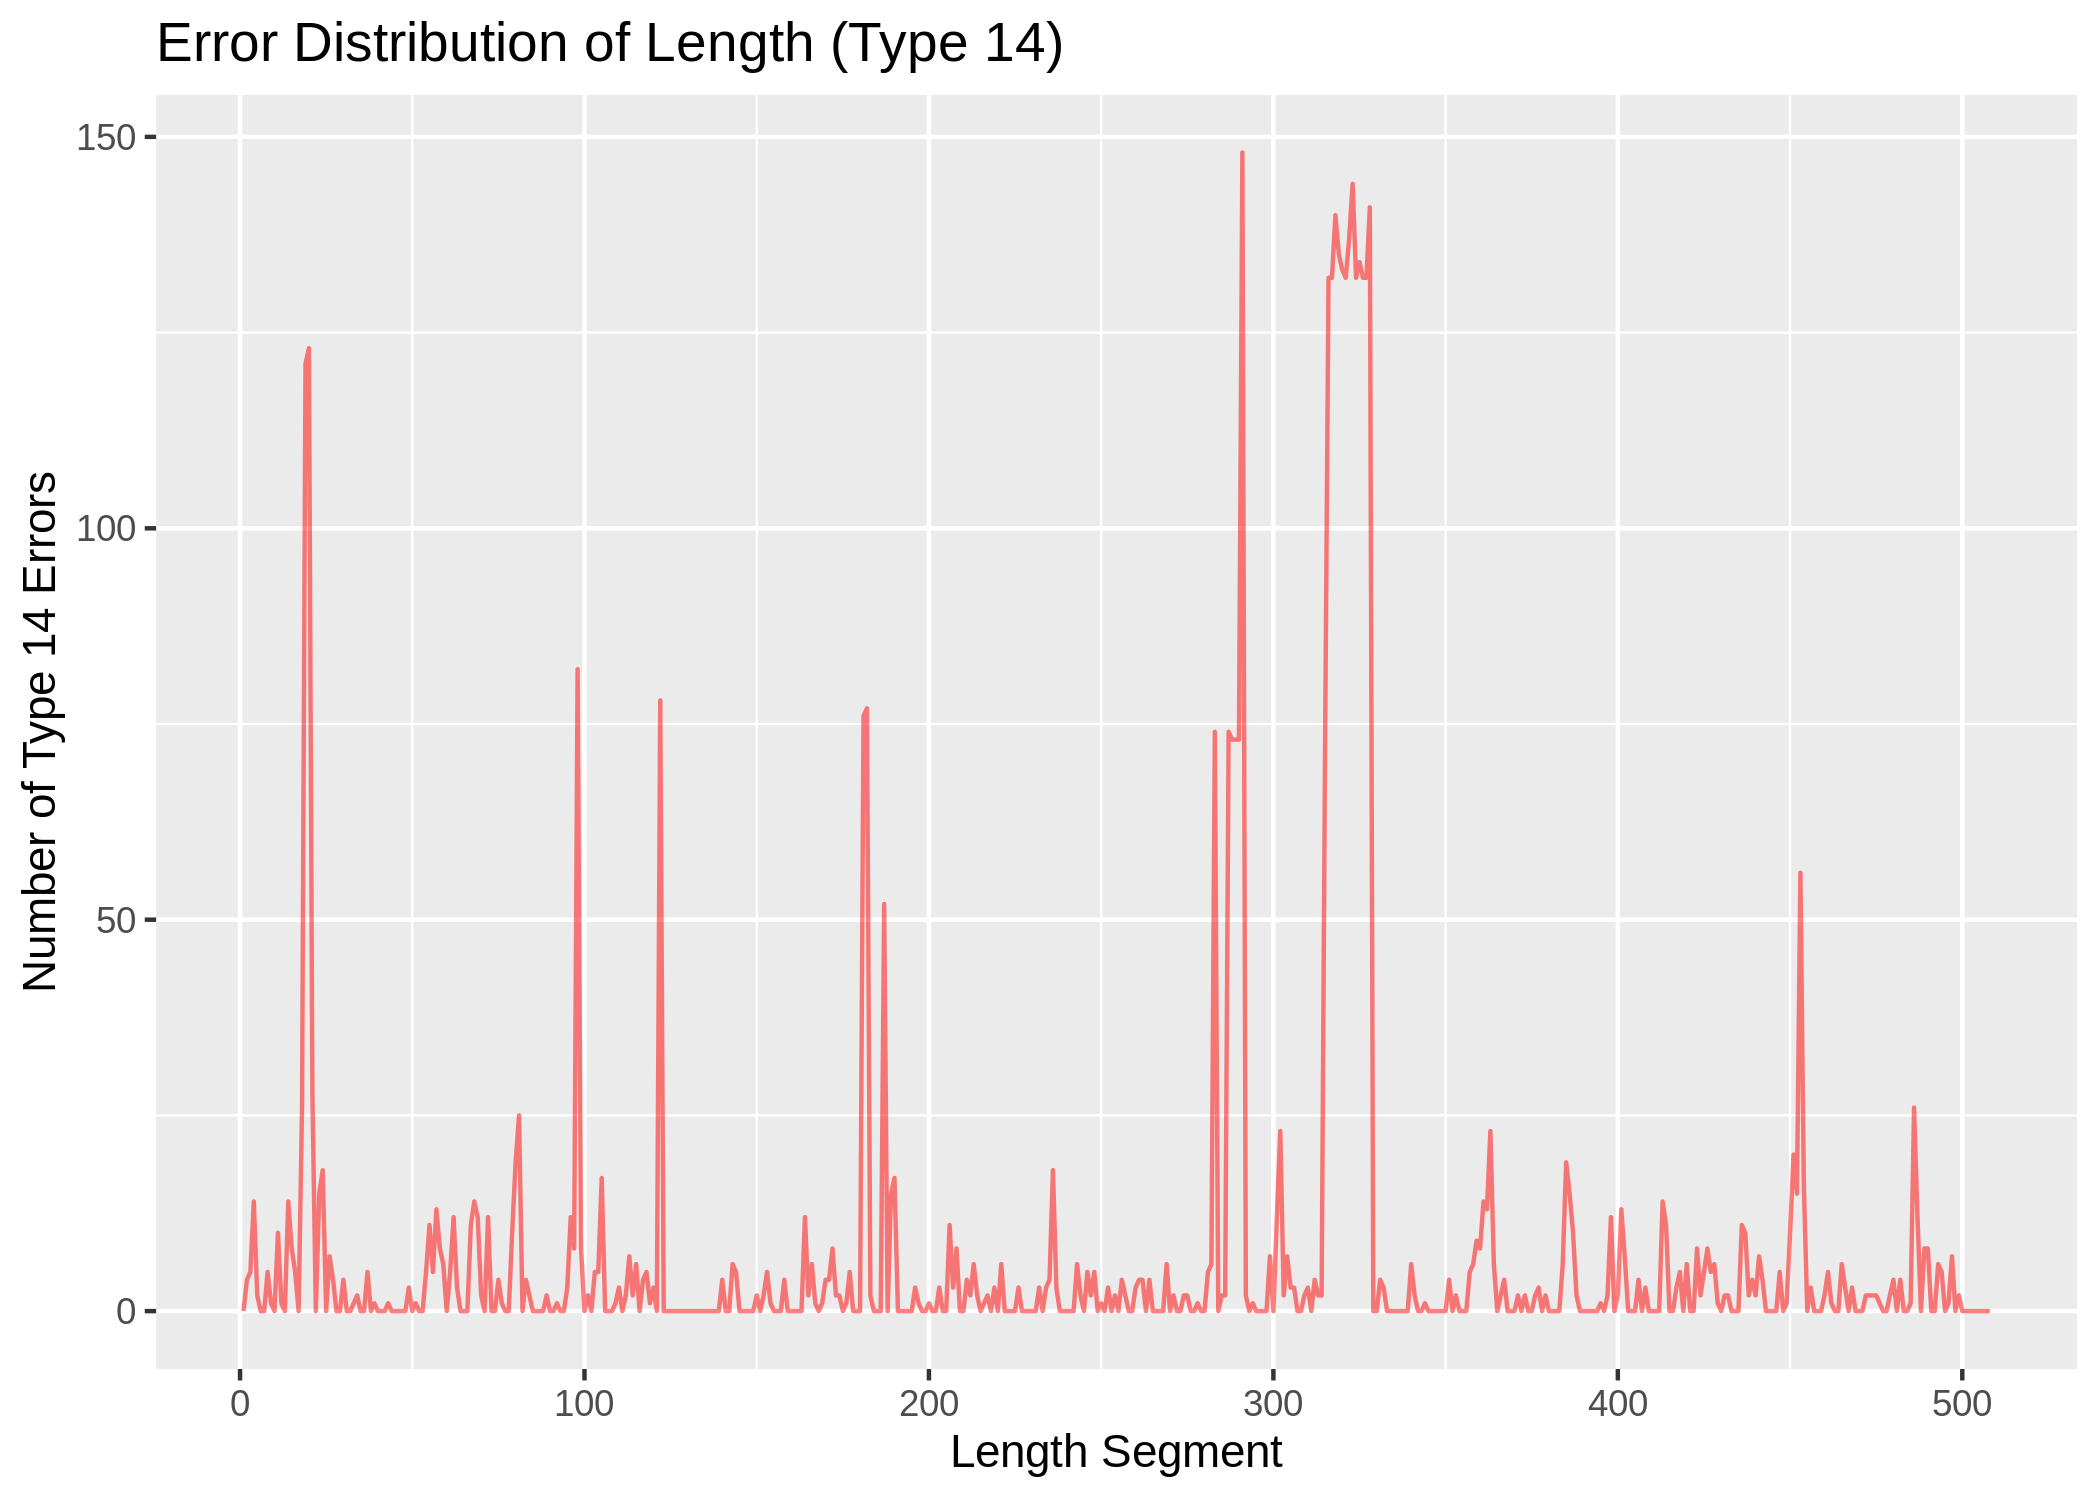 Error Distribution of Length (Type 14)
Number of Type 14 Errors
150
100
50
0
0 100 200 300 400 500
Length Segment